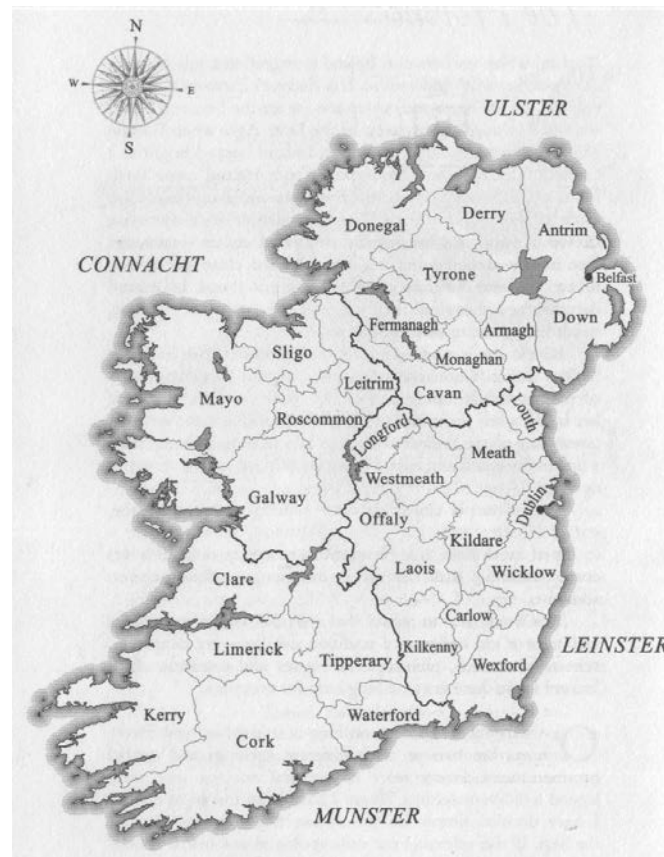 N
W
E
S
ULSTER
Derry
Donegal
Antrim
CONNACHT
Tyrone
Belfast
Fermanagh
Armagh
Down
Sligo
Monaghan
Leitrim
Cavan
Mayo
Roscommon
Longford
Louth
Meath
Westmeath
Galway
Dublin
Offaly
Kildare
Laois
Wicklow
Clare
Carlow
Limerick
Kilkenny
LEINSTER
Tipperary
Wexford
Kerry
Waterford
Cork
MUNSTER